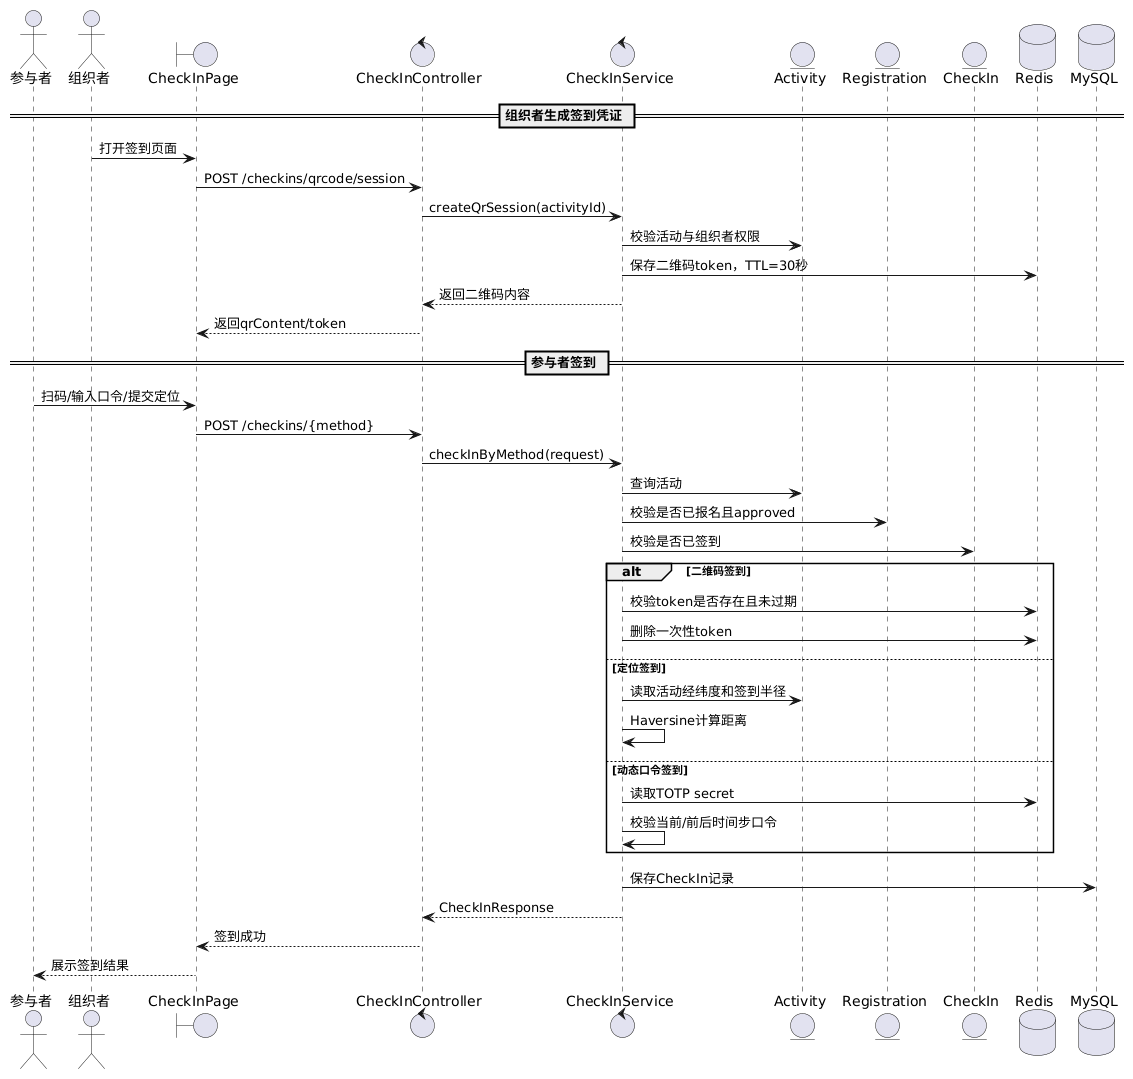 参与者
组织者
CheckInPage
CheckInController
CheckInService
Activity
Registration
CheckIn
Redis
MySQL
组织者生成签到凭证
打开签到页面
POST /checkins/qrcode/session
createQrSession(activityId)
校验活动与组织者权限
保存二维码token，TTL=30秒
返回二维码内容
返回qrContent/token
参与者签到
扫码/输入口令/提交定位
POST /checkins/{method}
checkInByMethod(request)
查询活动
校验是否已报名且approved
校验是否已签到
alt [二维码签到]
校验token是否存在且未过期
删除一次性token
[定位签到]
读取活动经纬度和签到半径
Haversine计算距离
[动态口令签到]
读取TOTP secret
校验当前/前后时间步口令
保存CheckIn记录
CheckInResponse
签到成功
展示签到结果
参与者
组织者
CheckInPage
CheckInController
CheckInService
Activity
Registration
CheckIn
Redis
MySQL